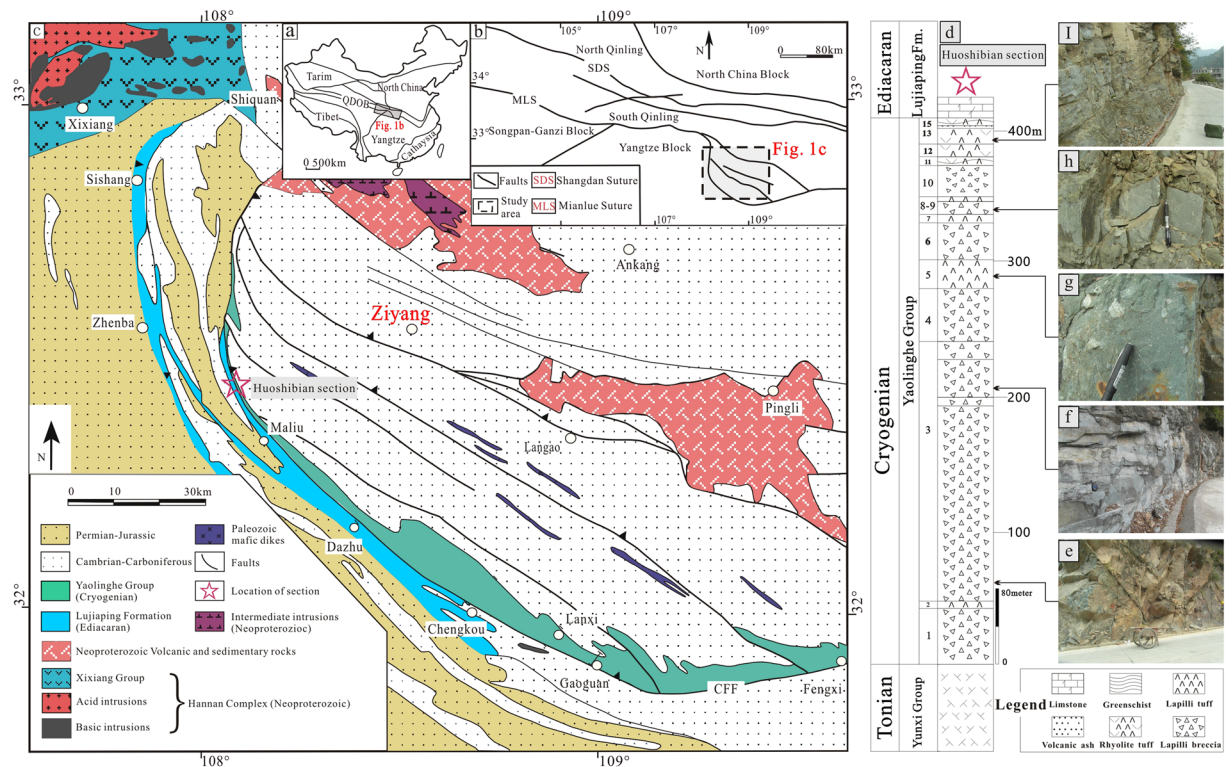 108°
109°
c
a
Tarim
North China
QDOB
Tibet
Fig. 1b
Yangtze
Cathaysia
0 500km
b
105°
107°
109°
N
0 80km
North Qinling
SDS
North China Block
34°
MLS
South Qinling
33°
Songpan-Ganzi Block
Yangtze Block
Fig. 1c
Faults
SDS
Shangdan Suture
Study
area
MLS
Mianlue Suture
107°
109°
33°
33°
Shiquan
Xixiang
Sishang
Ankang
Zhenba
Ziyang
Huoshibian section
Pingli
Maliu
Langao
N
0 10 30km
Dazhu
Chengkou
Lanxi
Gaoguan
CFF
Fengxi
32°
32°
Permian-Jurassic
Paleozoic
mafic dikes
Cambrian-Carboniferous
Faults
Yaolinghe Group
(Cryogenian)
Location of section
Lujiaping Formation
(Ediacaran)
Intermediate intrusions
(Neoproterozioc)
Neoproterozoic Volcanic and sedimentary rocks
Xixiang Group
Acid intrusions
Hannan Complex (Neoproterozoic)
Basic intrusions
108°
109°
Ediacaran
Lujiaping Fm.
d
Huoshibian section
Cryogenian
Yaolinghe Group
15
13
12
11
10
8-9
7
6
5
4
3
2
1
400m
300
200
100
80meter
0
Tonian
Yunxi Group
I
h
g
f
e
Legend
Limstone
Greenschist
Lapilli tuff
Volcanic ash
Rhyolite tuff
Lapilli breccia